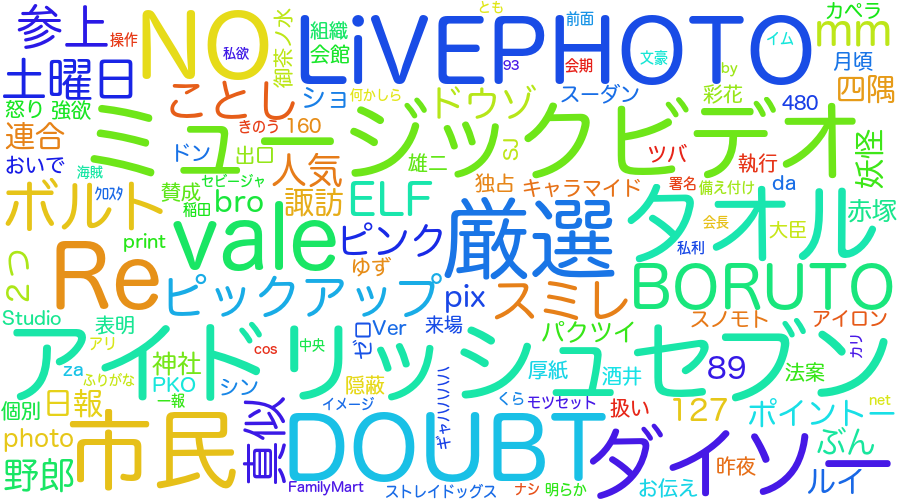 参上
操作
NO
私欲
LiVEPHOTO
とも
前面
93
会期
文豪
イム
by
カペラ
mm
組織
会館
御茶ノ水
土曜日
怒り
強欲
ことし
ショ
ドウゾ
スーダン
彩花
480
月頃
四隅
連合
ミュージックビデオ
きのう
160
SJ
おいで
ドン
出口
人気
雄二
ツバ
執行
妖怪
海賊
セピージャ
ボルト
クロスタ
賛成
稲田
bro
諏訪
ELF
独占
キャラマイド
署名
備え付け
da
赤塚
厳選
タオル
会長
大臣
私利
print
vale
ピンク
Re
ゆず
2つ
ピックアップ
pix
スミレ
BORUTO
Studio
表明
ゼロ
Ver
来場
パクツイ
スノモト
アイロン
アリ
アイドリッシュセブン
cos
中央
カリ
za
ふりがな
神社
PKO
一報
シン
隠蔽
キャハハハハハ
厚紙
酒井
89
法案
個別
日報
イメージ
くら
モツセット
扱い
127
ポイントー
net
photo
市民
真似
DOUBT
ダイソー
ぶん
野郎
FamilyMart
ストレイドッグス
ナシ
明らか
昨夜
お伝え
ルイ
何かしら